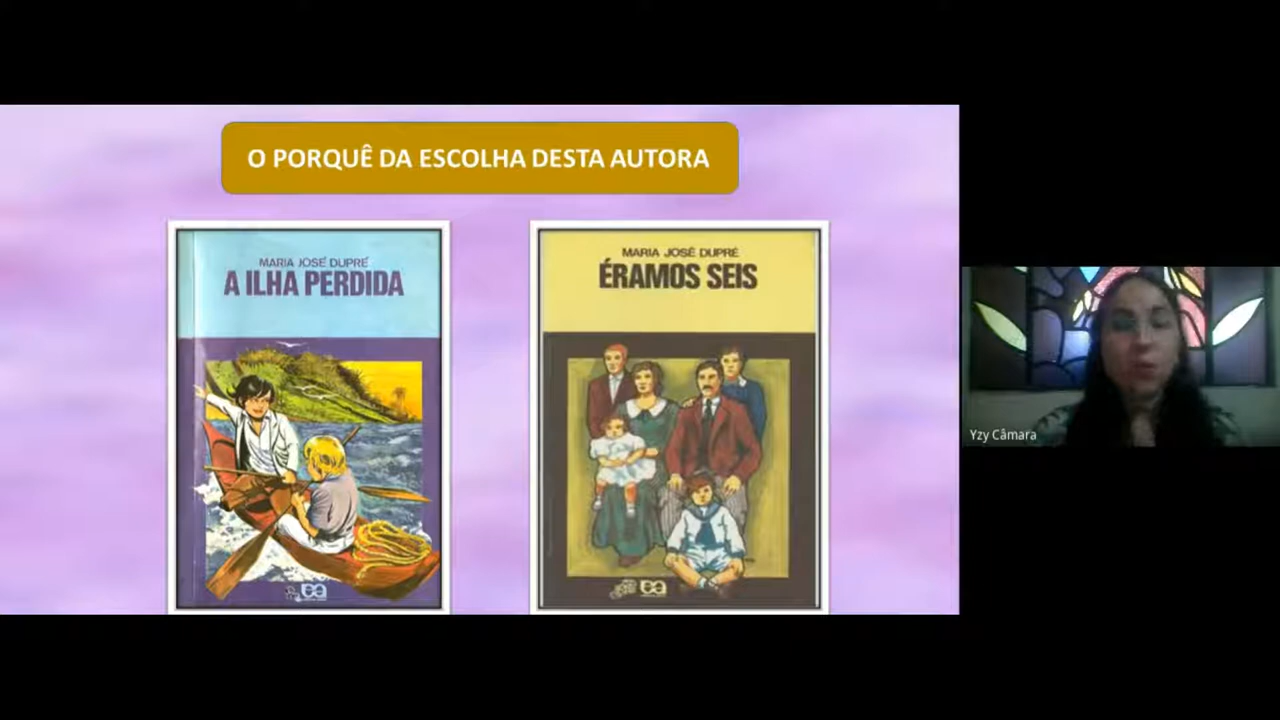 O PORQUÊ DA ESCOLHA DESTA AUTORA
MARIA JOSÉ DUPRÉ
A ILHA PERDIDA
MARIA JOSÉ DUPRÉ
ÉRAMOS SEIS
Yzy Câmara